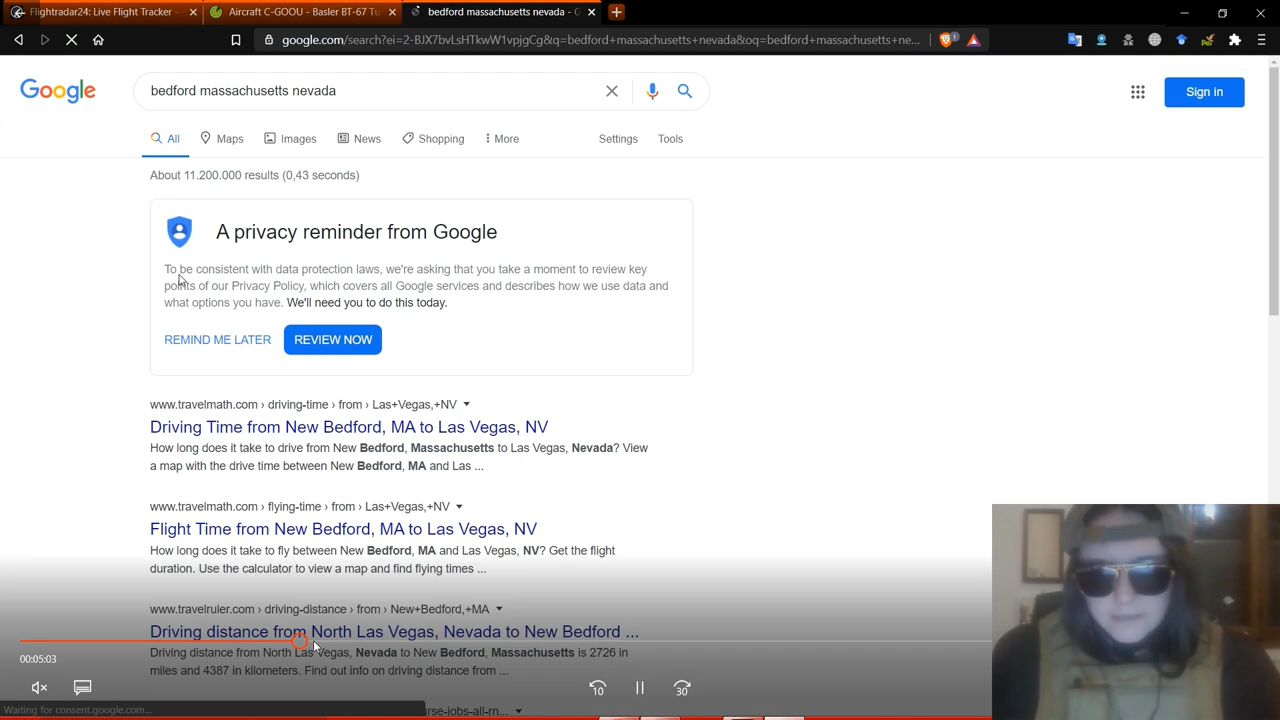 Flightradar24: Live Flight Tracker -
Aircraft C-GOOU - Basler BT-67 Tu
bedford massachusetts nevada - G
google.com/search?ei=2-BJX7bvLsHTkwW1vpjgCg&q=bedford+massachusetts+nevada&oq=bedford+massachusetts+ne...
1
Google
bedford massachusetts nevada
Sign in
All
Maps
Images
News
Shopping
More
Settings
Tools
About 11.200.000 results (0,43 seconds)
A privacy reminder from Google
To be consistent with data protection laws, we're asking that you take a moment to review key
points of our Privacy Policy, which covers all Google services and describes how we use data and
what options you have. We'll need you to do this today.
REMIND ME LATER
REVIEW NOW
www.travelmath.com › driving-time › from › Las+Vegas,+NV
Driving Time from New Bedford, MA to Las Vegas, NV
How long does it take to drive from New Bedford, Massachusetts to Las Vegas, Nevada? View
a map with the drive time between New Bedford, MA and Las ...
www.travelmath.com › flying-time › from › Las+Vegas,+NV
Flight Time from New Bedford, MA to Las Vegas, NV
How long does it take to fly between New Bedford, MA and Las Vegas, NV? Get the flight
duration. Use the calculator to view a map and find flying times ...
www.travelruler.com › driving-distance › from › New+Bedford,+MA
Driving distance from North Las Vegas, Nevada to New Bedford ...
Driving distance from North Las Vegas, Nevada to New Bedford, Massachusetts is 2726 in
miles and 4387 in kilometers. Find out info on driving distance from ...
00:05:03
10
30
Waiting for consent.google.com...
urse-jobs-all-rn...